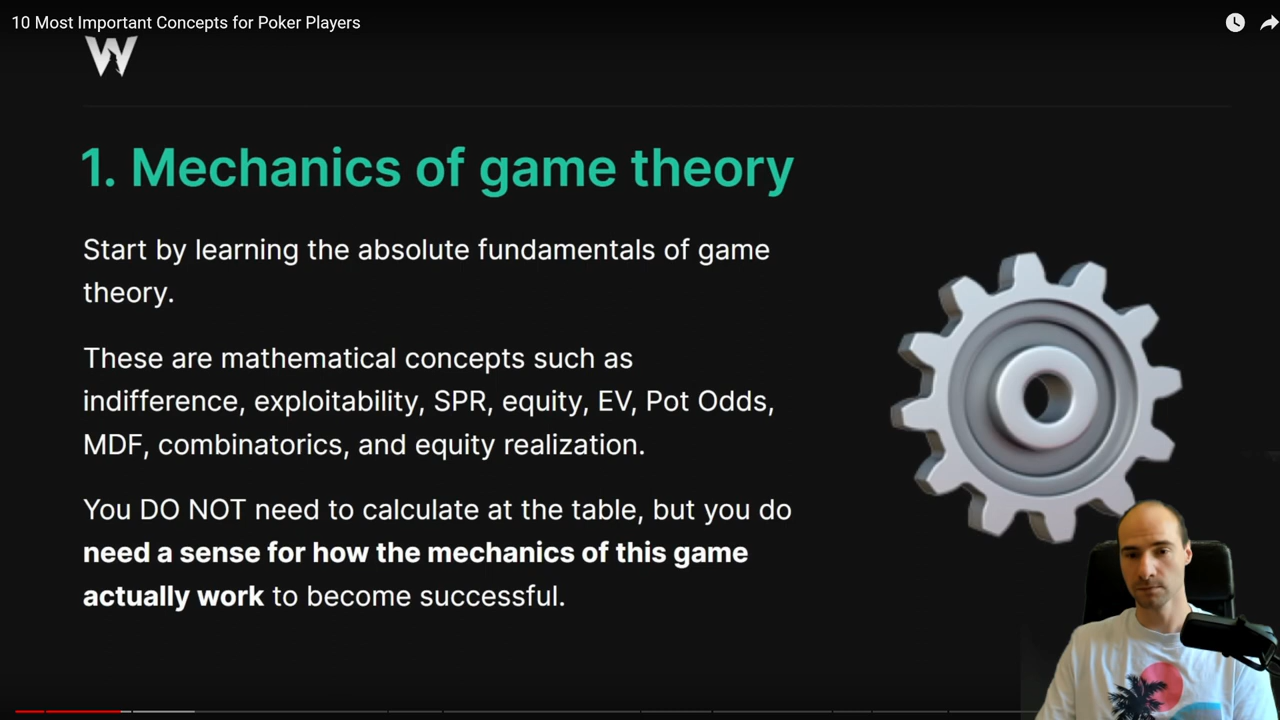 10 Most Important Concepts for Poker Players
W
1. Mechanics of game theory
Start by learning the absolute fundamentals of game
theory.
These are mathematical concepts such as
indifference, exploitability, SPR, equity, EV, Pot Odds,
MDF, combinatorics, and equity realization.
You DO NOT need to calculate at the table, but you do
need a sense for how the mechanics of this game
actually work to become successful.